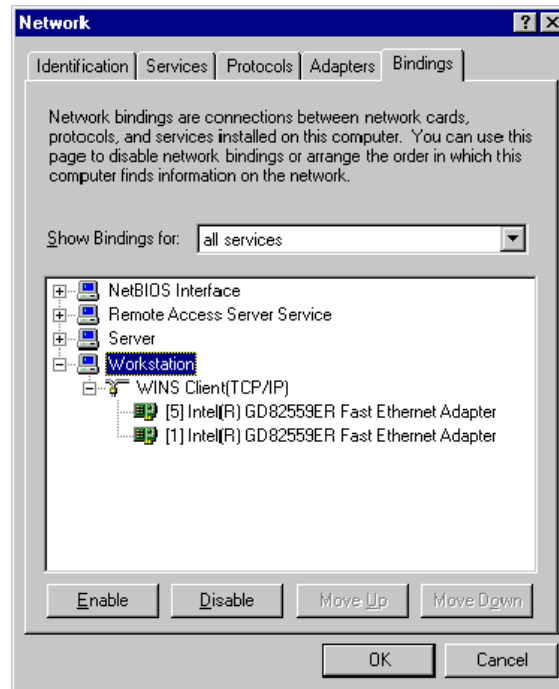 Network
Identification Services Protocols Adapters Bindings
Network bindings are connections between network cards,
protocols, and services installed on this computer. You can use this
page to disable network bindings or arrange the order in which this
computer finds information on the network.
Show Bindings for: all services
NetBIOS Interface
Remote Access Server Service
Server
Workstation
WINS Client(TCP/IP)
[5] Intel(R) GD82559ER Fast Ethernet Adapter
[1] Intel(R) GD82559ER Fast Ethernet Adapter
Enable Disable Move Up Move Down
OK Cancel